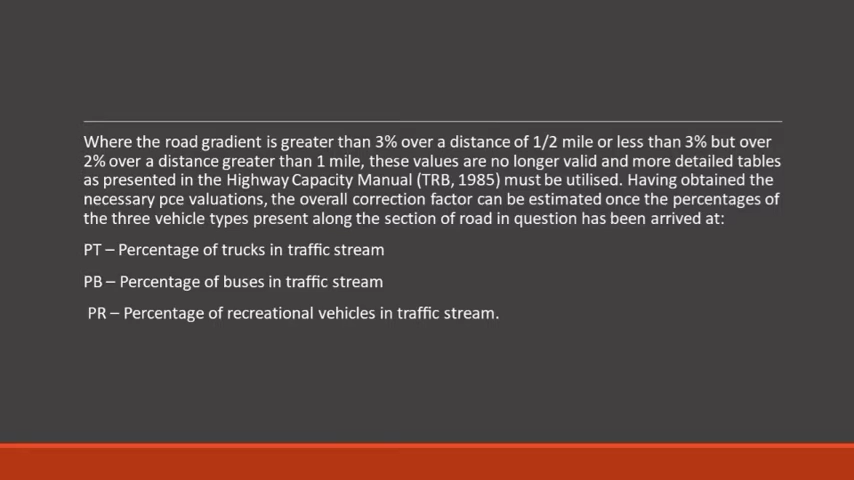 Where the road gradient is greater than 3% over a distance of 1/2 mile or less than 3% but over
2% over a distance greater than 1 mile, these values are no longer valid and more detailed tables
as presented in the Highway Capacity Manual (TRB, 1985) must be utilised. Having obtained the
necessary pce valuations, the overall correction factor can be estimated once the percentages of
the three vehicle types present along the section of road in question has been arrived at:
PT – Percentage of trucks in traffic stream
PB – Percentage of buses in traffic stream
PR – Percentage of recreational vehicles in traffic stream.